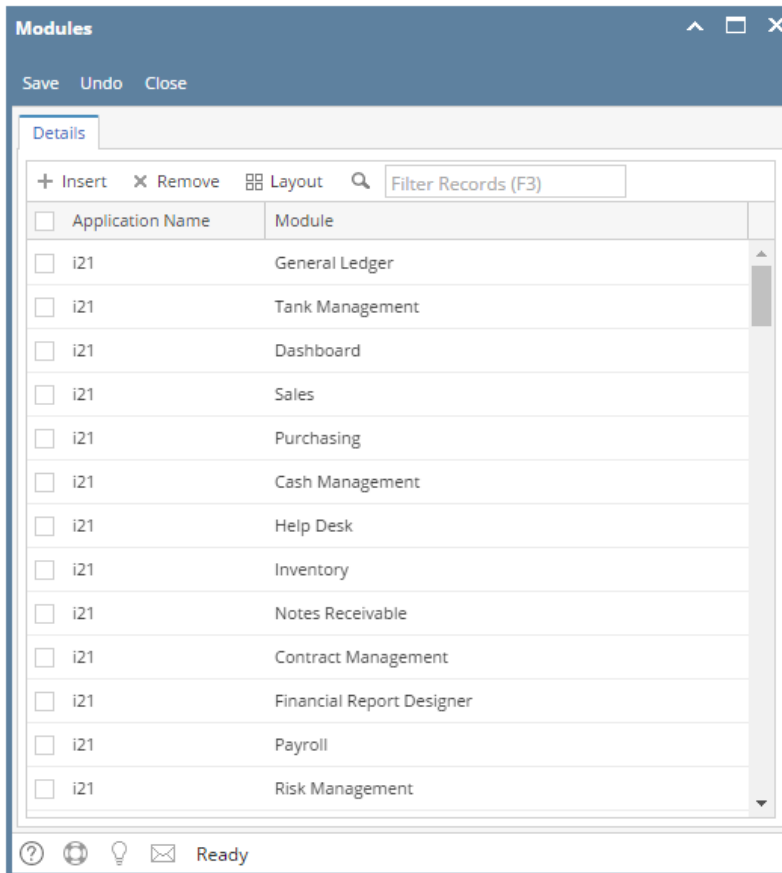 Modules
Save Undo Close
Details
Insert Remove Layout Filter Records (F3)
Application Name Module
i21 General Ledger
i21 Tank Management
i21 Dashboard
i21 Sales
i21 Purchasing
i21 Cash Management
i21 Help Desk
i21 Inventory
i21 Notes Receivable
i21 Contract Management
i21 Financial Report Designer
i21 Payroll
i21 Risk Management
Ready